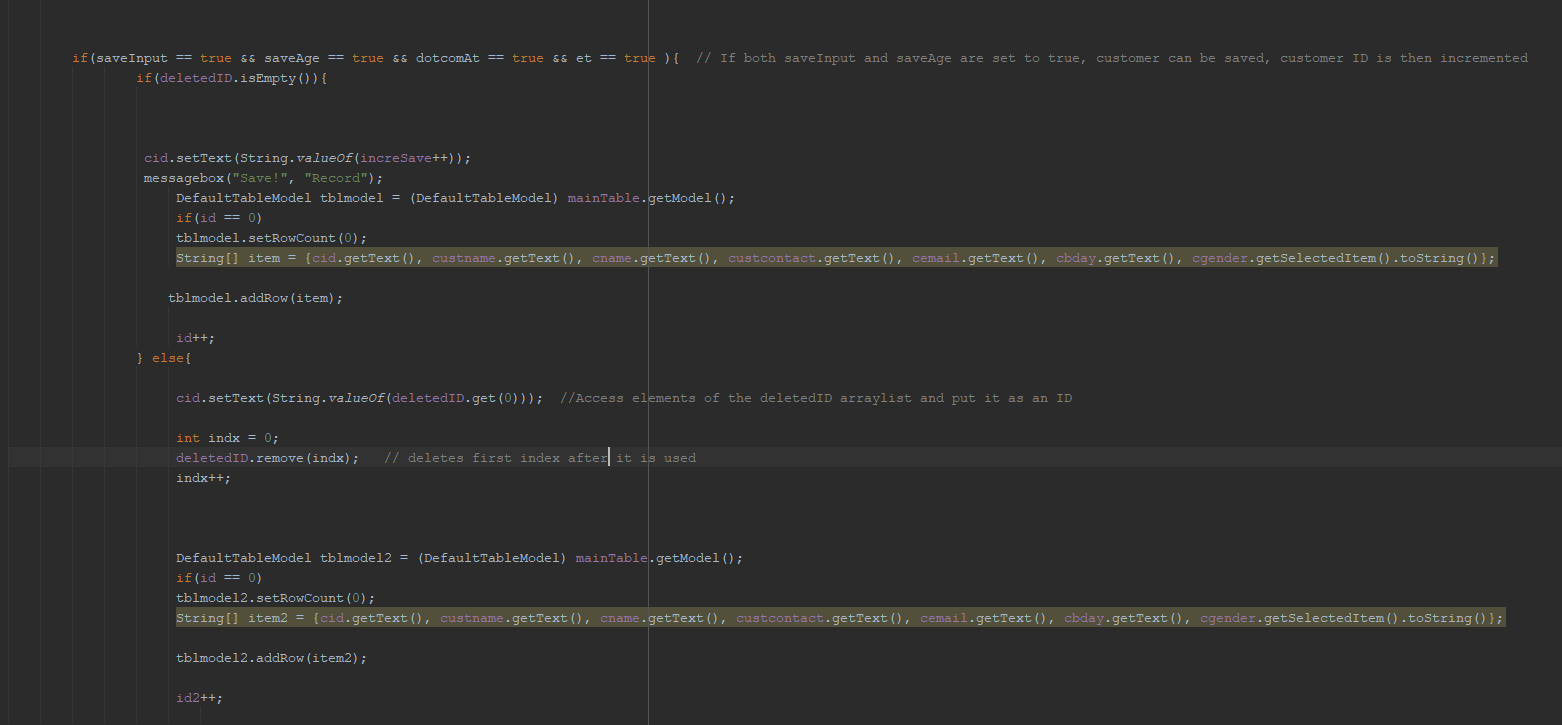 if(saveInput == true && saveAge == true && dotcomAt == true && et == true ){  // If both saveInput and saveAge are set to true, customer can be saved, customer ID is then incremented
if(deletedID.isEmpty()){
cid.setText(String.valueOf(increSave++));
messagebox("Save!", "Record");
DefaultTableModel tblmodel = (DefaultTableModel) mainTable.getModel();
if(id == 0)
tblmodel.setRowCount(0);
String[] item = {cid.getText(), custname.getText(), cname.getText(), custcontact.getText(), cemail.getText(), cbday.getText(), cgender.getSelectedItem().toString()};
tblmodel.addRow(item);
id++;
} else{
cid.setText(String.valueOf(deletedID.get(0)));  //Access elements of the deletedID arraylist and put it as an ID
int indx = 0;
deletedID.remove(indx);   // deletes first index after it is used
indx++;
DefaultTableModel tblmodel2 = (DefaultTableModel) mainTable.getModel();
if(id == 0)
tblmodel2.setRowCount(0);
String[] item2 = {cid.getText(), custname.getText(), cname.getText(), custcontact.getText(), cemail.getText(), cbday.getText(), cgender.getSelectedItem().toString()};
tblmodel2.addRow(item2);
id2++;